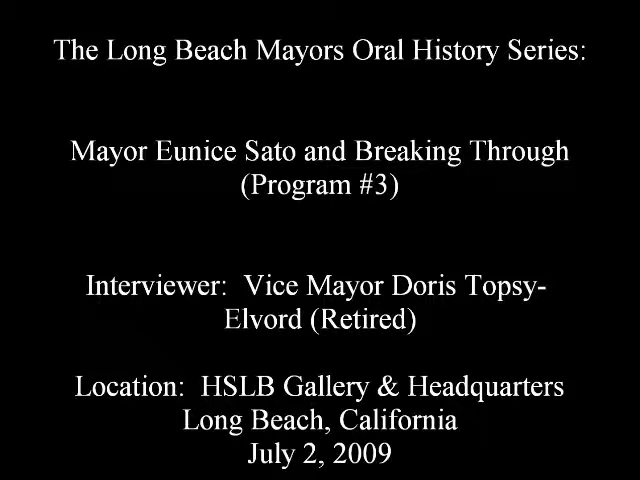 The Long Beach Mayors Oral History Series:
Mayor Eunice Sato and Breaking Through
(Program #3)
Interviewer:  Vice Mayor Doris Topsy-
Elvord (Retired)
Location:  HSLB Gallery & Headquarters
Long Beach, California
July 2, 2009